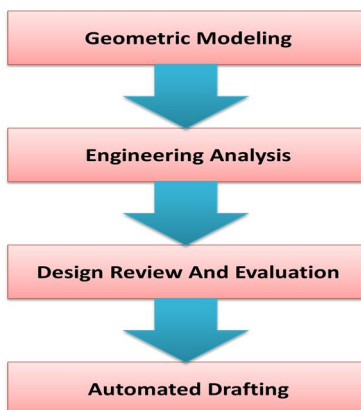 Geometric Modeling
Engineering Analysis
Design Review And Evaluation
Automated Drafting